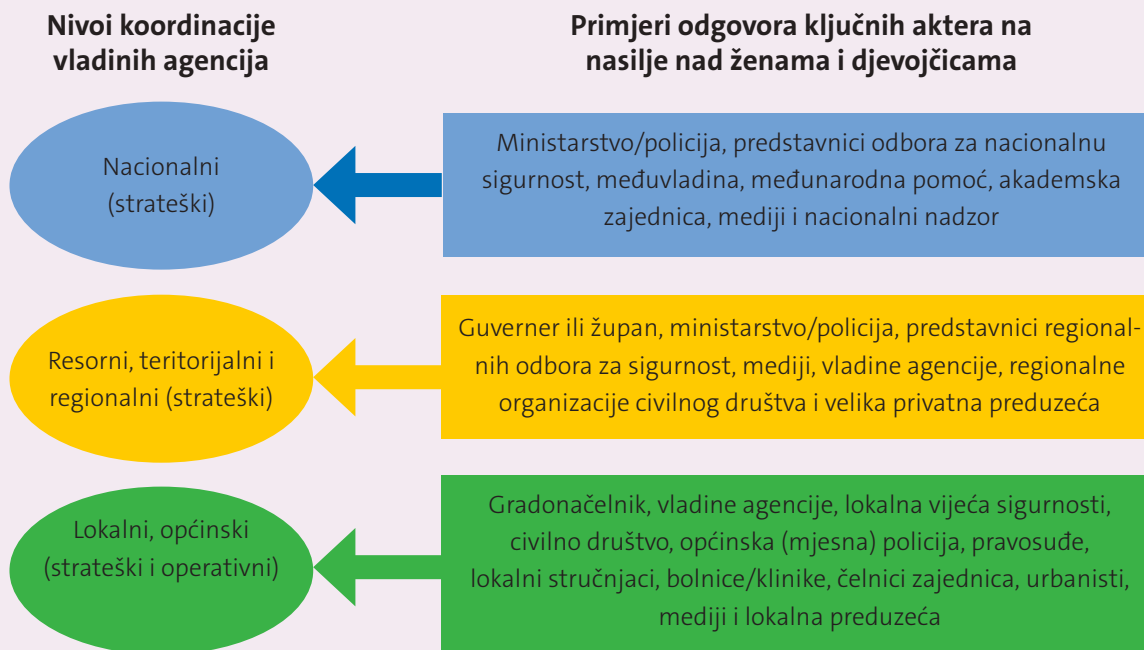 Nivoi koordinacije
vladinih agencija
Primjeri odgovora ključnih aktera na
nasilje nad ženama i djevojčicama
Nacionalni
(strateški)
Ministarstvo/policija, predstavnici odbora za nacionalnu
sigurnost, međuvladina, međunarodna pomoć, akademska
zajednica, mediji i nacionalni nadzor
Resorni, teritorijalni i
regionalni (strateški)
Guverner ili župan, ministarstvo/policija, predstavnici regional-
nih odbora za sigurnost, mediji, vladine agencije, regionalne
organizacije civilnog društva i velika privatna preduzeća
Lokalni, općinski
(strateški i operativni)
Gradonačelnik, vladine agencije, lokalna vijeća sigurnosti,
civilno društvo, općinska (mjesna) policija, pravosuđe,
lokalni stručnjaci, bolnice/klinike, čelnici zajednica, urbanisti,
mediji i lokalna preduzeća